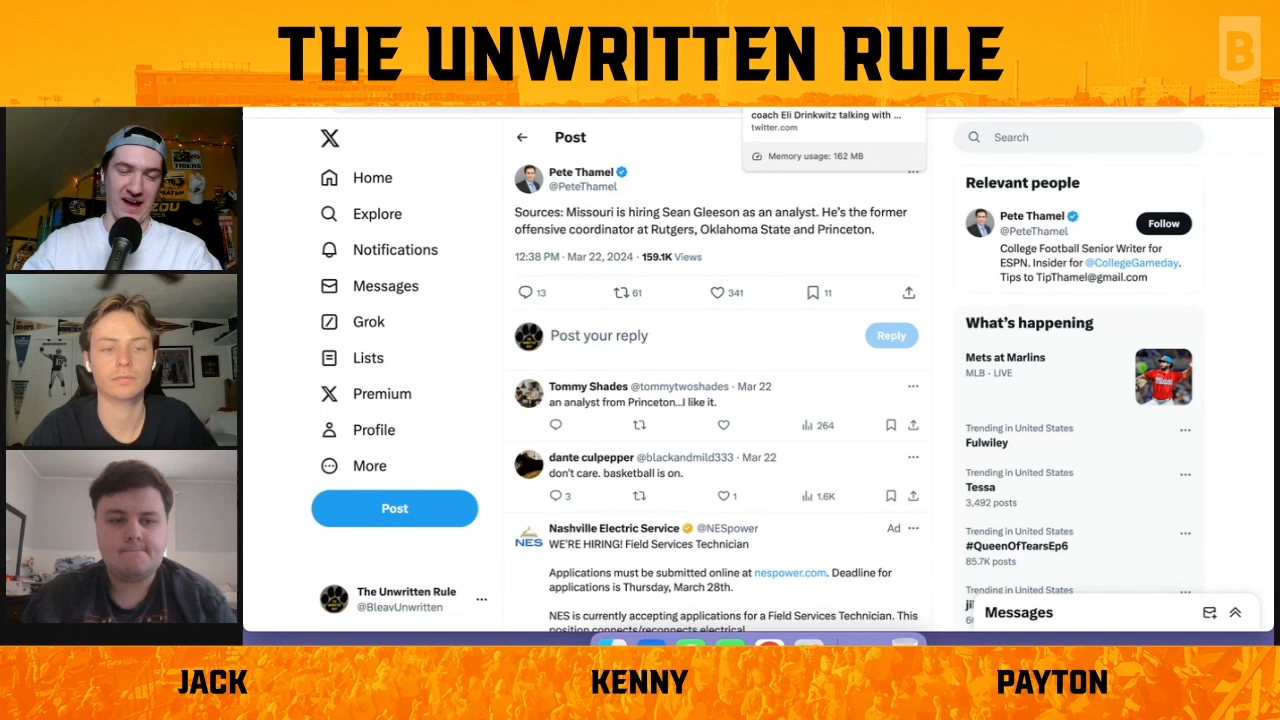 THE UNWRITTEN RULE
B
TIGERS
ZOU
X
Home
Explore
Notifications
Messages
Grok
Lists
Premium
Profile
More
Post
The Unwritten Rule
@BleavUnwritten
Post
coach Eli Drinkwitz talking with ...
twitter.com
Memory usage: 162 MB
Pete Thamel
@PeteThamel
Sources: Missouri is hiring Sean Gleeson as an analyst. He's the former
offensive coordinator at Rutgers, Oklahoma State and Princeton.
12:38 PM · Mar 22, 2024 · 159.1K Views
13 61 341 11
Post your reply
Reply
Tommy Shades @tommytwoshades · Mar 22
an analyst from Princeton...I like it.
264
dante culpepper @blackandmild333 · Mar 22
don't care. basketball is on.
3 1 1.6K
NES
Nashville Electric Service @NESpower Ad
WE'RE HIRING! Field Services Technician
Applications must be submitted online at nespower.com. Deadline for
applications is Thursday, March 28th.
NES is currently accepting applications for a Field Services Technician. This
position connects/reconnects electrical
Search
Relevant people
Pete Thamel
@PeteThamel
Follow
College Football Senior Writer for
ESPN. Insider for @CollegeGameday.
Tips to TipThamel@gmail.com
What's happening
Mets at Marlins
MLB · LIVE
Trending in United States
Fulwiley
Trending in United States
Tessa
3,492 posts
Trending in United States
#QueenOfTearsEp6
85.7K posts
Trending in United States
Messages
JACK
KENNY
PAYTON